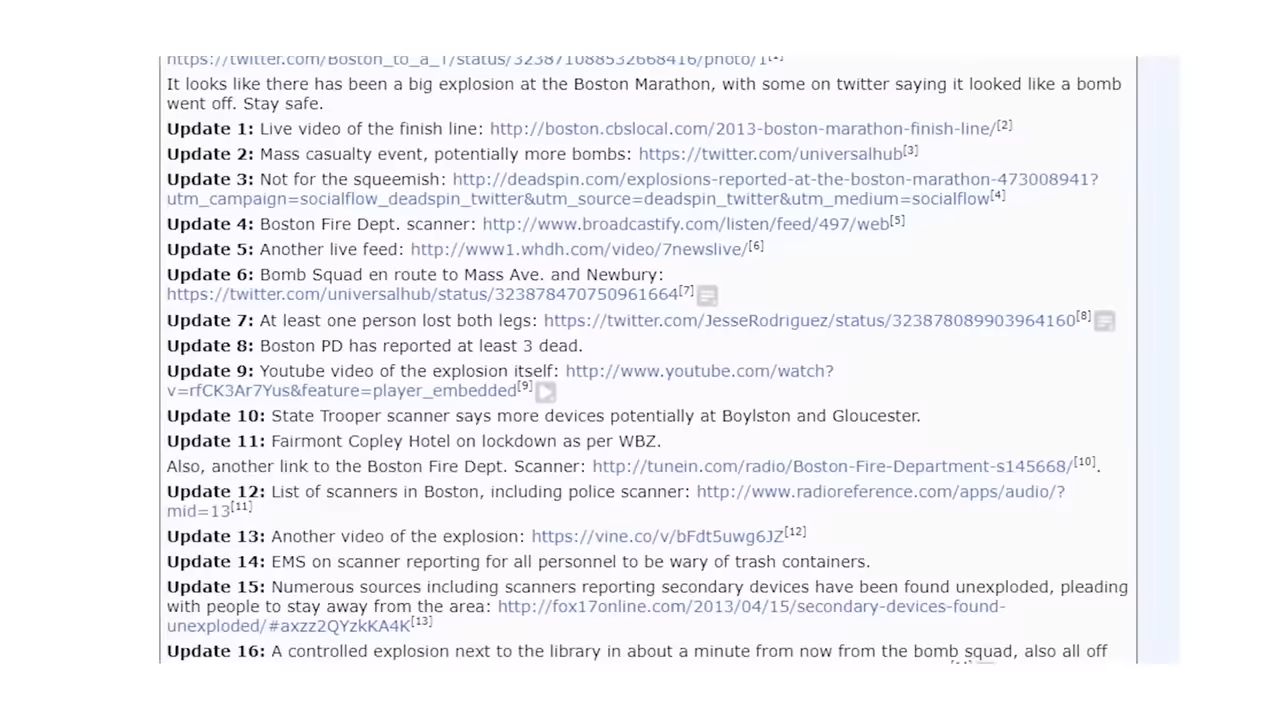 https://twitter.com/Boston_to_a_T/status/323871088532668416/photo/1[1]
It looks like there has been a big explosion at the Boston Marathon, with some on twitter saying it looked like a bomb
went off. Stay safe.
Update 1: Live video of the finish line: http://boston.cbslocal.com/2013-boston-marathon-finish-line/[2]
Update 2: Mass casualty event, potentially more bombs: https://twitter.com/universalhub[3]
Update 3: Not for the squeemish: http://deadspin.com/explosions-reported-at-the-boston-marathon-473008941?
utm_campaign=socialflow_deadspin_twitter&utm_source=deadspin_twitter&utm_medium=socialflow[4]
Update 4: Boston Fire Dept. scanner: http://www.broadcastify.com/listen/feed/497/web[5]
Update 5: Another live feed: http://www1.whdh.com/video/7newslive/[6]
Update 6: Bomb Squad en route to Mass Ave. and Newbury:
https://twitter.com/universalhub/status/323878470750961664[7]
Update 7: At least one person lost both legs: https://twitter.com/JesseRodriguez/status/323878089903964160[8]
Update 8: Boston PD has reported at least 3 dead.
Update 9: Youtube video of the explosion itself: http://www.youtube.com/watch?
v=rfCK3Ar7Yus&feature=player_embedded[9]
Update 10: State Trooper scanner says more devices potentially at Boylston and Gloucester.
Update 11: Fairmont Copley Hotel on lockdown as per WBZ.
Also, another link to the Boston Fire Dept. Scanner: http://tunein.com/radio/Boston-Fire-Department-s145668/[10].
Update 12: List of scanners in Boston, including police scanner: http://www.radioreference.com/apps/audio/?
mid=13[11]
Update 13: Another video of the explosion: https://vine.co/v/bFdt5uwg6JZ[12]
Update 14: EMS on scanner reporting for all personnel to be wary of trash containers.
Update 15: Numerous sources including scanners reporting secondary devices have been found unexploded, pleading
with people to stay away from the area: http://fox17online.com/2013/04/15/secondary-devices-found-
unexploded/#axzz2QYzkKA4K[13]
Update 16: A controlled explosion next to the library in about a minute from now from the bomb squad, also all off